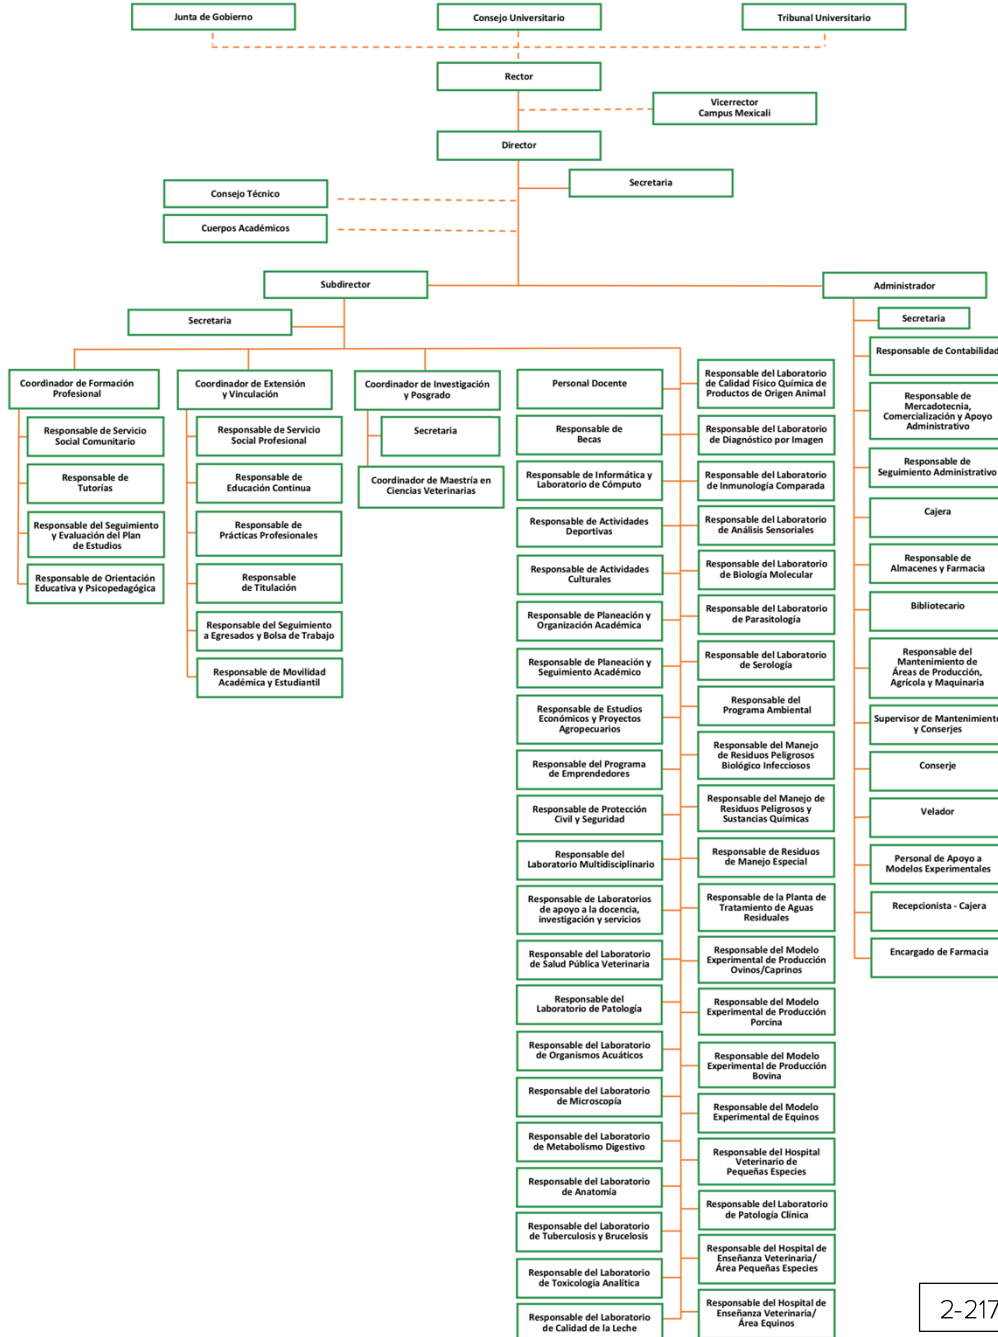 Junta de Gobierno
Consejo Universitario
Tribunal Universitario
Rector
Vicerrector
Campus Mexicali
Director
Secretaria
Consejo Técnico
Cuerpos Académicos
Subdirector
Administrador
Secretaria
Coordinador de Formación
Profesional
Responsable de Servicio
Social Comunitario
Responsable de
Tutorías
Responsable del Seguimiento
y Evaluación del Plan
de Estudios
Responsable de Orientación
Educativa y Psicopedagógica
Coordinador de Extensión
y Vinculación
Responsable de Servicio
Social Profesional
Responsable de
Educación Continua
Responsable de
Prácticas Profesionales
Responsable
de Titulación
Responsable del Seguimiento
a Egresados y Bolsa de Trabajo
Responsable de Movilidad
Académica y Estudiantil
Coordinador de Investigación
y Posgrado
Secretaria
Coordinador de Maestría en
Ciencias Veterinarias
Personal Docente
Responsable de
Becas
Responsable de Informática y
Laboratorio de Cómputo
Responsable de Actividades
Deportivas
Responsable de Actividades
Culturales
Responsable de Planeación y
Organización Académica
Responsable de Planeación y
Seguimiento Académico
Responsable de Estudios
Económicos y Proyectos
Agropecuarios
Responsable del Programa
de Emprendedores
Responsable de Protección
Civil y Seguridad
Responsable del
Laboratorio Multidisciplinario
Responsable de Laboratorios
de apoyo a la docencia,
investigación y servicios
Responsable del Laboratorio
de Salud Pública Veterinaria
Responsable del
Laboratorio de Patología
Responsable del Laboratorio
de Organismos Acuáticos
Responsable del Laboratorio
de Microscopía
Responsable del Laboratorio
de Metabolismo Digestivo
Responsable del Laboratorio
de Anatomía
Responsable del Laboratorio
de Tuberculosis y Brucelosis
Responsable del Laboratorio
de Toxicología Analítica
Responsable del Laboratorio
de Calidad de la Leche
Responsable del Laboratorio
de Calidad Físico Química de
Productos de Origen Animal
Responsable del Laboratorio
de Diagnóstico por Imagen
Responsable del Laboratorio
de Inmunología Comparada
Responsable del Laboratorio
de Análisis Sensoriales
Responsable del Laboratorio
de Biología Molecular
Responsable del Laboratorio
de Parasitología
Responsable del Laboratorio
de Serología
Responsable del
Programa Ambiental
Responsable del Manejo
de Residuos Peligrosos
Biológico Infecciosos
Responsable del Manejo de
Residuos Peligrosos y
Sustancias Químicas
Responsable de Residuos
de Manejo Especial
Responsable de la Planta de
Tratamiento de Aguas
Residuales
Responsable del Modelo
Experimental de Producción
Ovinos/Caprinos
Responsable del Modelo
Experimental de Producción
Porcina
Responsable del Modelo
Experimental de Producción
Bovina
Responsable del Modelo
Experimental de Equinos
Responsable del Hospital
Veterinario de
Pequeñas Especies
Responsable del Laboratorio
de Patología Clínica
Responsable del Hospital de
Enseñanza Veterinaria/
Área Pequeñas Especies
Responsable del Hospital de
Enseñanza Veterinaria/
Área Equinos
Secretaria
Responsable de Contabilidad
Responsable de
Mercadotecnia,
Comercialización y Apoyo
Administrativo
Responsable de
Seguimiento Administrativo
Cajera
Responsable de
Almacenes y Farmacia
Bibliotecario
Responsable del
Mantenimiento de
Áreas de Producción,
Agrícola y Maquinaria
Supervisor de Mantenimiento
y Conserjes
Conserje
Velador
Personal de Apoyo a
Modelos Experimentales
Recepcionista - Cajera
Encargado de Farmacia
2-217